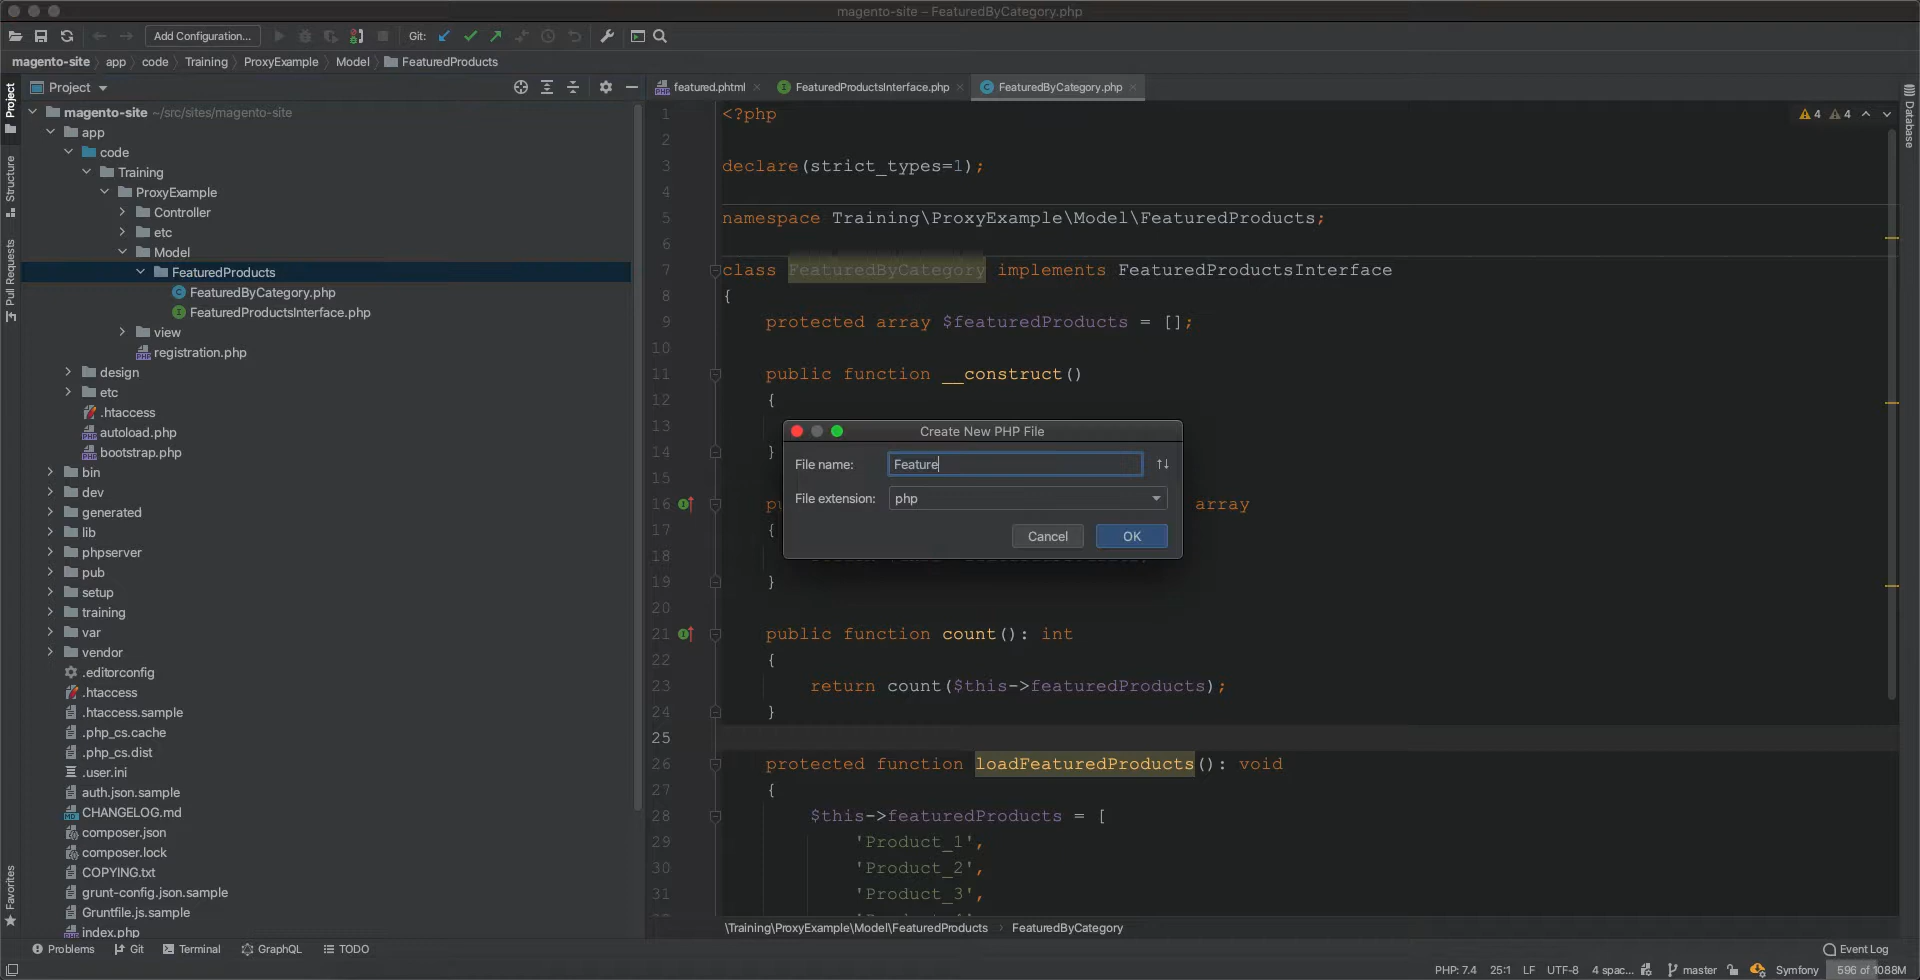 magento-site – FeaturedByCategory.php
Add Configuration...
Git:
magento-site app code Training ProxyExample Model FeaturedProducts
Project
featured.phtml
FeaturedProductsInterface.php
FeaturedByCategory.php
Project
Structure
Pull Requests
Favorites
Database
magento-site ~/src/sites/magento-site
app
code
Training
ProxyExample
Controller
etc
Model
FeaturedProducts
FeaturedByCategory.php
FeaturedProductsInterface.php
view
registration.php
design
etc
.htaccess
autoload.php
bootstrap.php
bin
dev
generated
lib
phpserver
pub
setup
training
var
vendor
.editorconfig
.htaccess
.htaccess.sample
.php_cs.cache
.php_cs.dist
.user.ini
auth.json.sample
CHANGELOG.md
composer.json
composer.lock
COPYING.txt
grunt-config.json.sample
Gruntfile.js.sample
index.php
4 4
1 <?php
2
3 declare(strict_types=1);
4
5 namespace Training\ProxyExample\Model\FeaturedProducts;
6
7 class FeaturedByCategory implements FeaturedProductsInterface
8 {
9 protected array $featuredProducts = [];
10
11 public function __construct()
12 {
13
14 }
15
16 array
17 {
18
19 }
20
21 public function count(): int
22 {
23 return count($this->featuredProducts);
24 }
25
26 protected function loadFeaturedProducts(): void
27 {
28 $this->featuredProducts = [
29 'Product_1',
30 'Product_2',
31 'Product_3',
Create New PHP File
File name: Feature
File extension: php
Cancel OK
\Training\ProxyExample\Model\FeaturedProducts FeaturedByCategory
Problems Git Terminal GraphQL TODO
Event Log
PHP: 7.4 25:1 LF UTF-8 4 spac... master Symfony 596 of 1088M